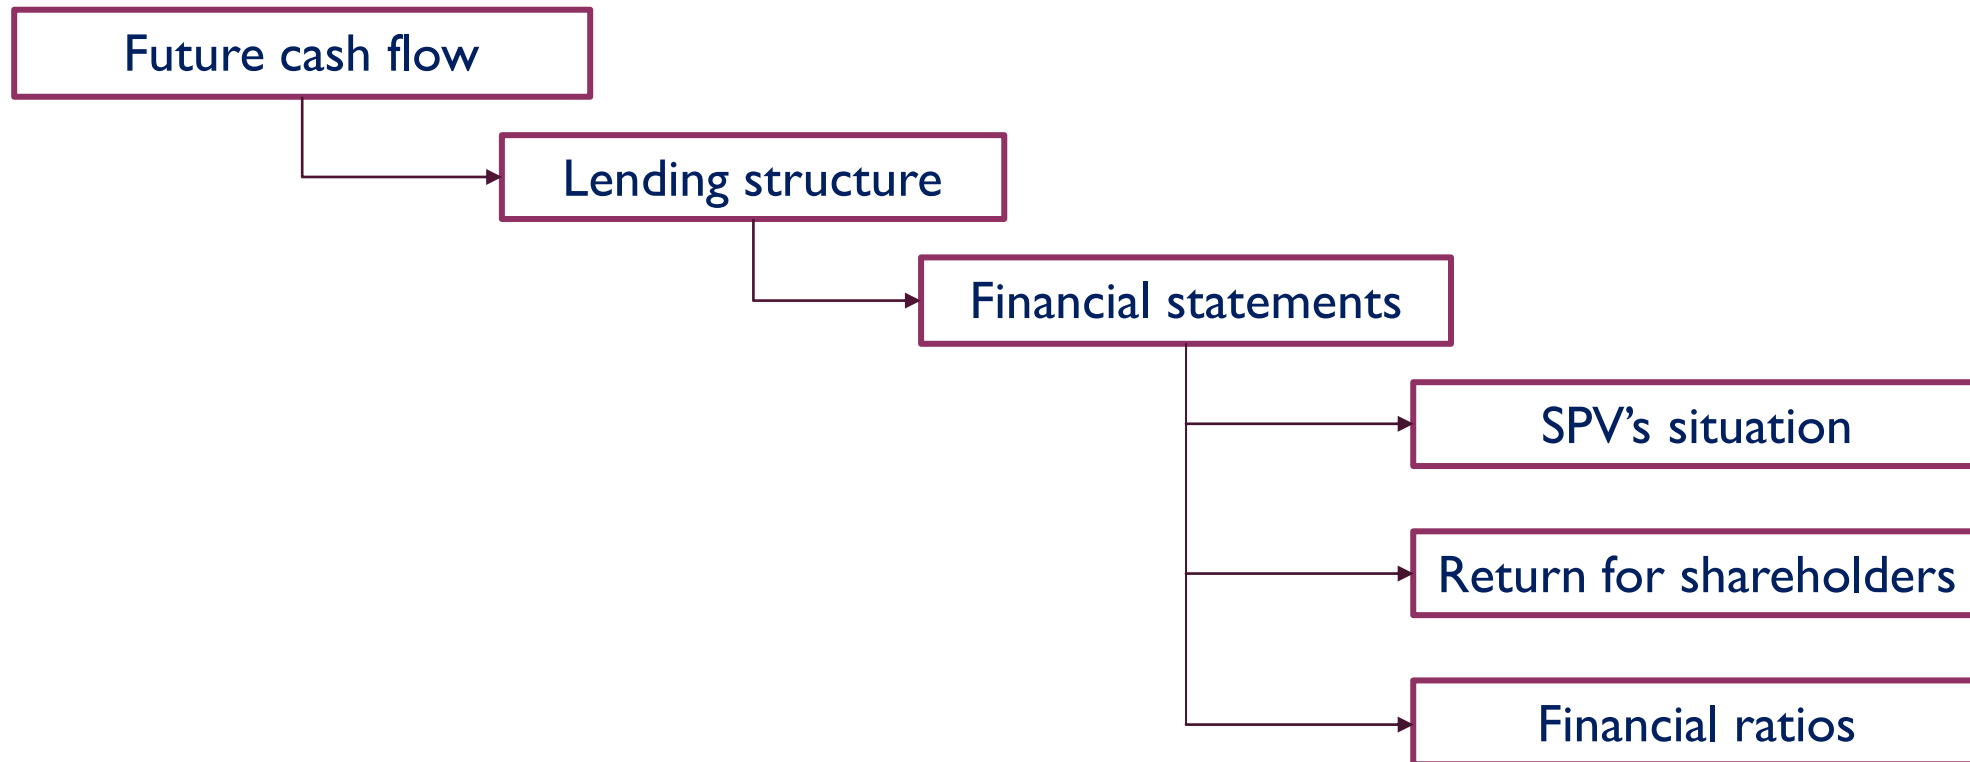 Future cash flow
Lending structure
Financial statements
SPV’s situation
Return for shareholders
Financial ratios